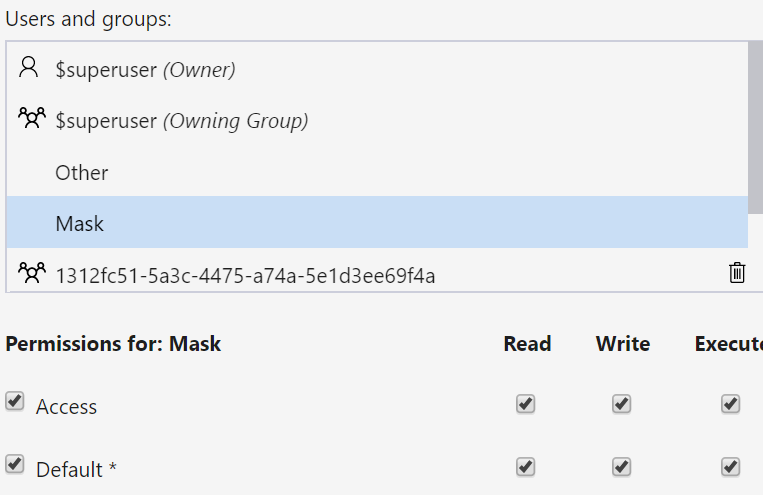 Users and groups:
$superuser (Owner)
$superuser (Owning Group)
Other
Mask
1312fc51-5a3c-4475-a74a-5e1d3ee69f4a
Permissions for: Mask Read Write Execute
Access
Default *